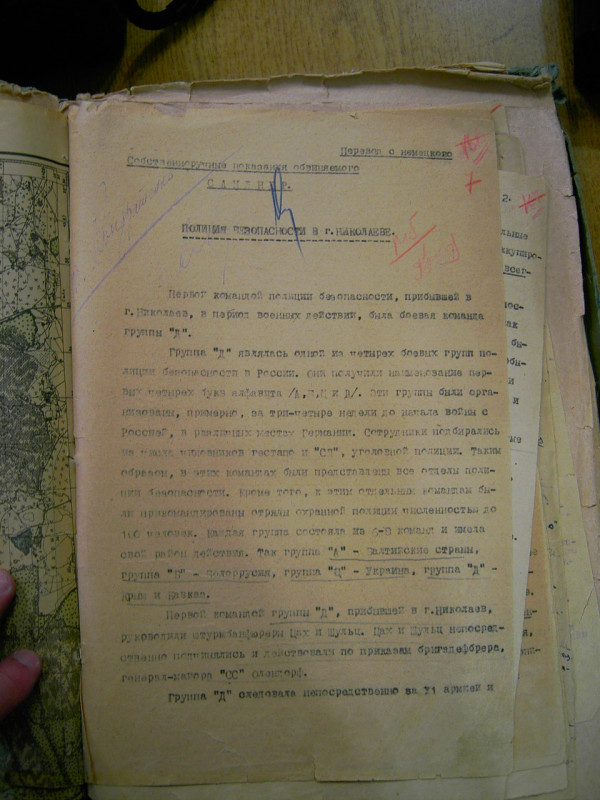 Перевод с немецкого
Собственноручные показания обвиняемого
САНДНЕР.
ПОЛИЦИЯ БЕЗОПАСНОСТИ В г.НИКОЛАЕВЕ.
Первой командой полиции безопасности, прибывшей в
г.Николаев, в период военных действий, была боевая команда
группы "Д".
Группа "Д" являлась одной из четырех боевых групп по-
лиции безопасности в России. Они получили наименование пер-
вых четырех букв алфавита /А,Б,Ц и Д/. Эти группы были орга-
низованы, примерно, за три-четыре недели до начала войны с
Россией, в различных местах Германии. Сотрудники подбирались
из числа чиновников гестапо и "СД", уголовной полиции. Таким
образом, в этих командах были представлены все отделы поли-
ции безопасности. Кроме того, к этим отдельным командам бы-
ли прикомандированы отряды охранной полиции численностью до
100 человек. Каждая группа состояла из 6-8 команд и имела
свой район действия. Так группа "А" - Балтийские страны,
группа "Б" - Белоруссия, группа "Ц" - Украина, группа "Д" -
Крым и Кавказ.
Первой командой группы "Д", прибывшей в г.Николаев,
руководили штурмбанфюреры Цах и Шульц. Цах и Шульц непосред-
ственно подчинялись и действовали по приказам бригадефюрера,
генерал-майора "СС" Олендорф.
Группа "Д" следовала непосредственно за 11 армией и
2.